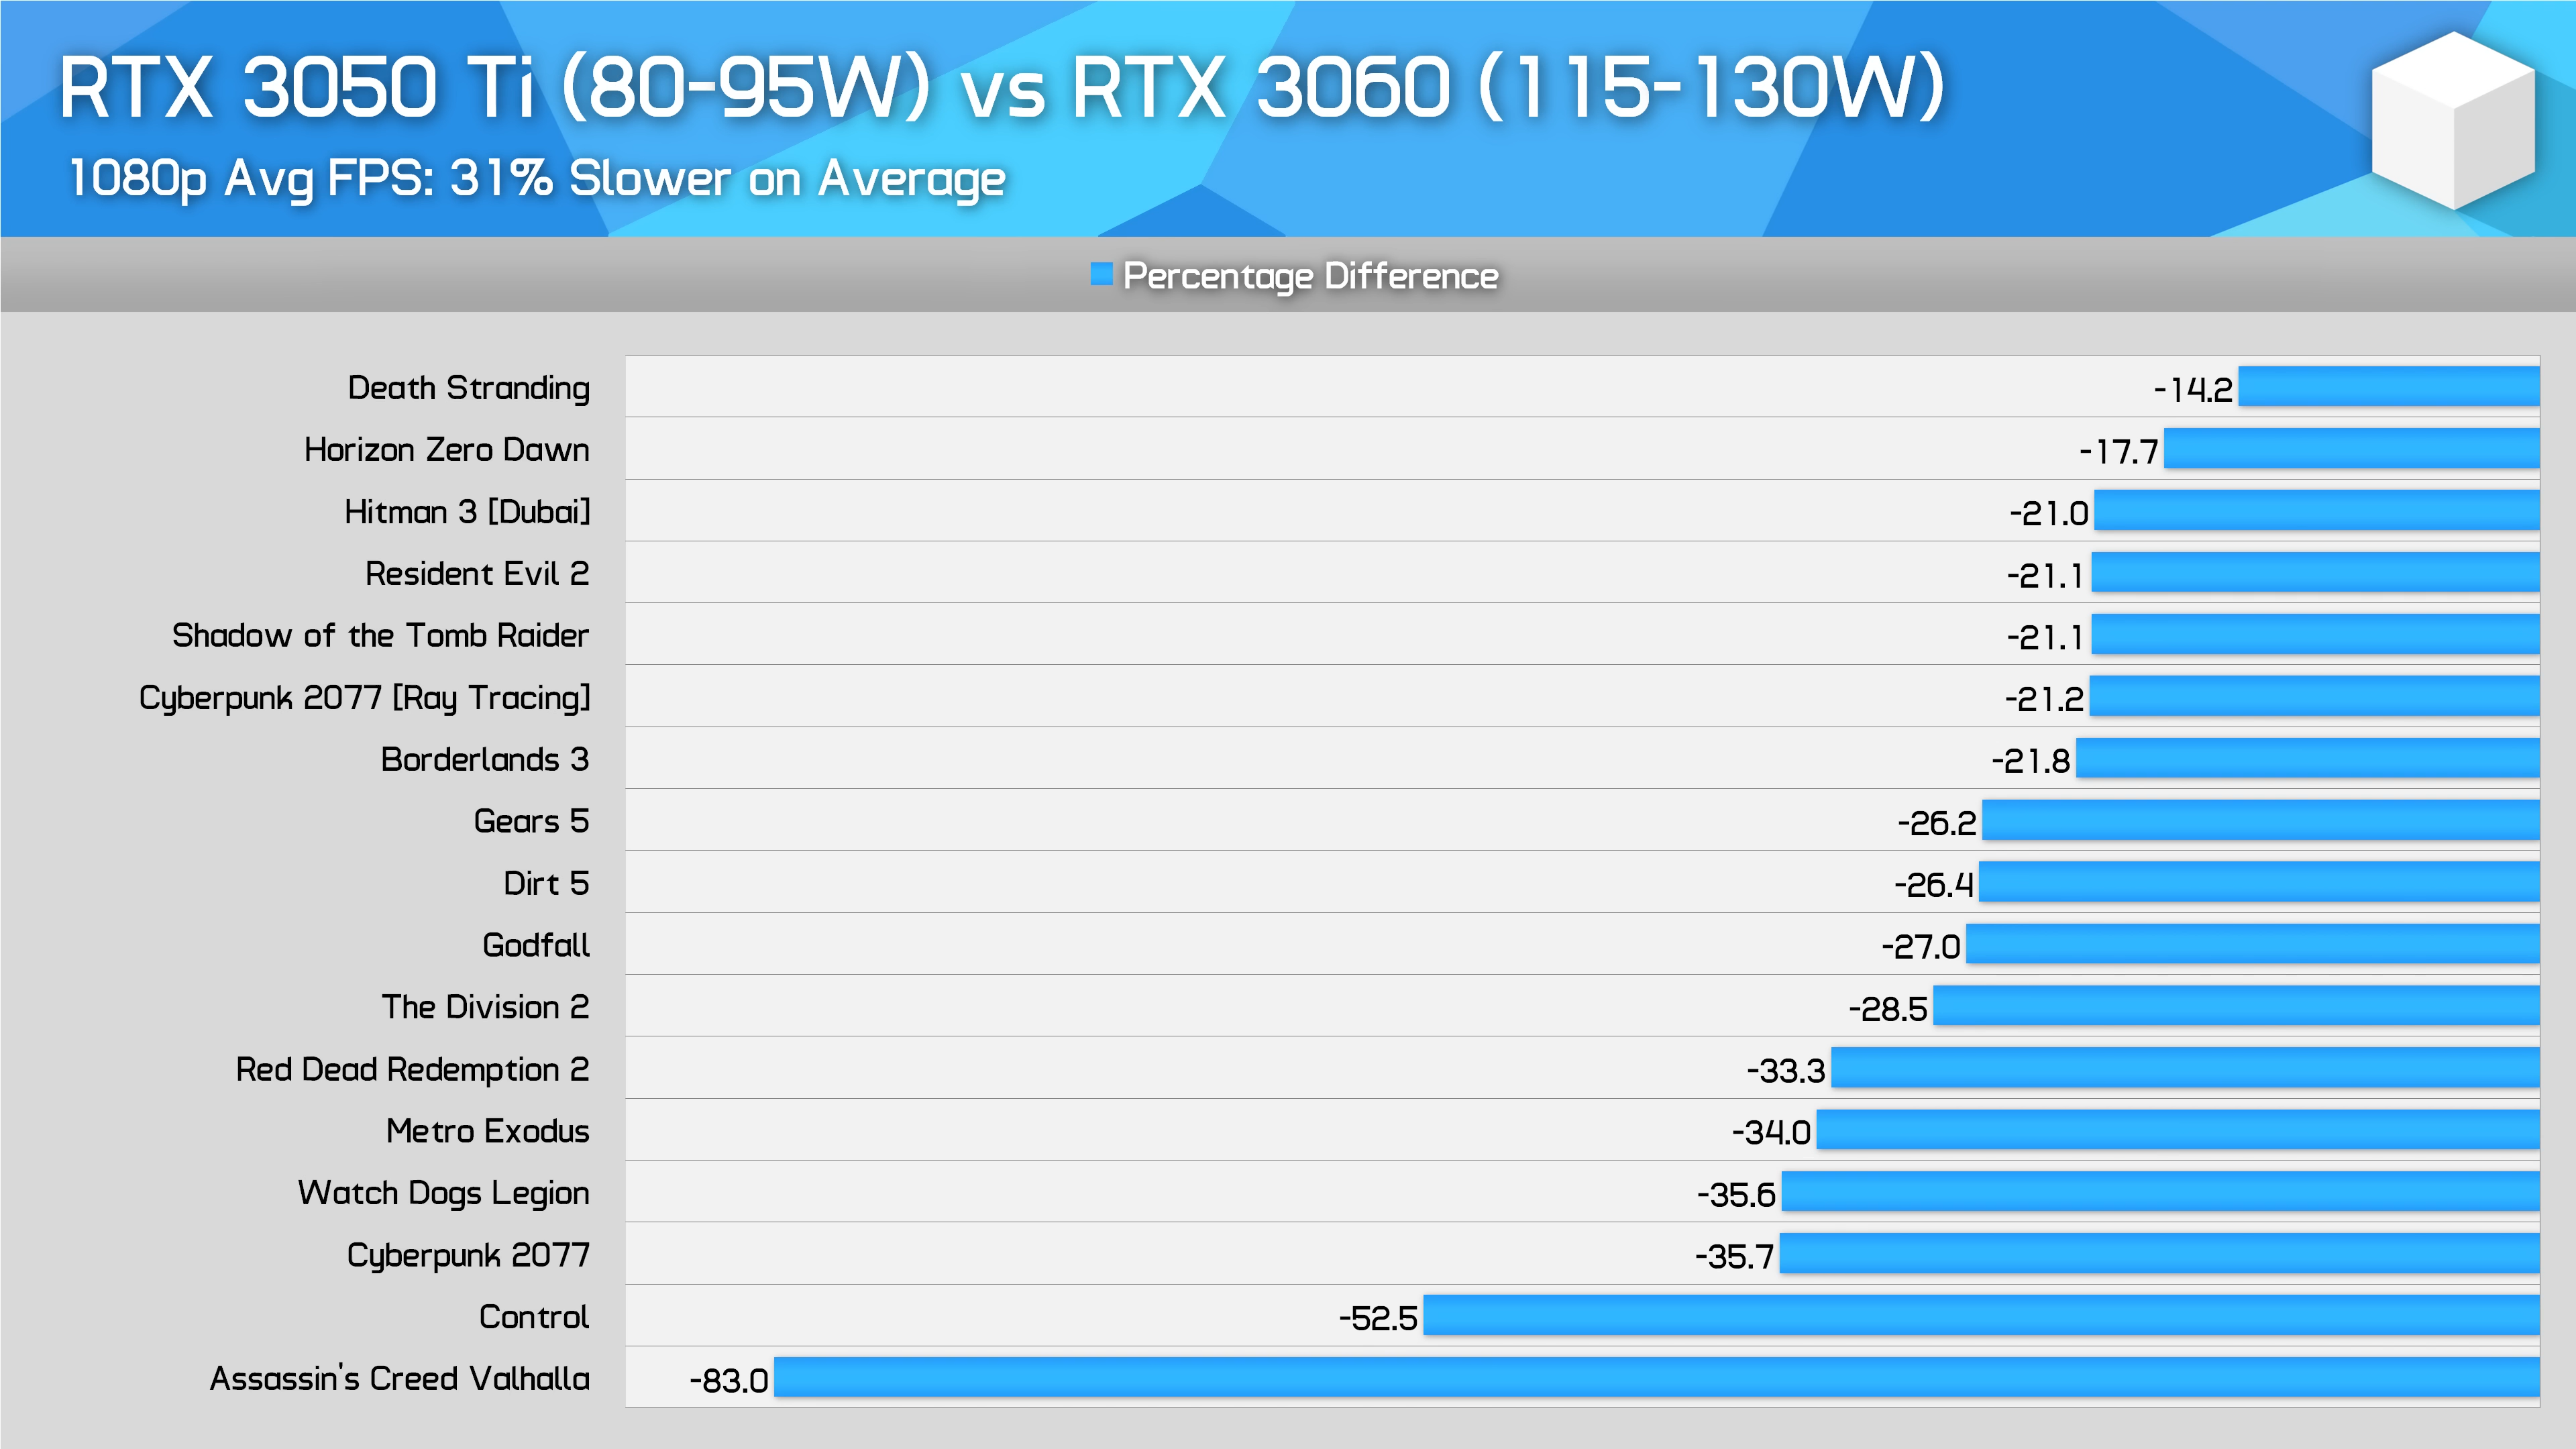 RTX 3050 Ti (80-95W) vs RTX 3060 (115-130W)
1080p Avg FPS: 31% Slower on Average
Percentage Difference
Death Stranding -14.2
Horizon Zero Dawn -17.7
Hitman 3 [Dubai] -21.0
Resident Evil 2 -21.1
Shadow of the Tomb Raider -21.1
Cyberpunk 2077 [Ray Tracing] -21.2
Borderlands 3 -21.8
Gears 5 -26.2
Dirt 5 -26.4
Godfall -27.0
The Division 2 -28.5
Red Dead Redemption 2 -33.3
Metro Exodus -34.0
Watch Dogs Legion -35.6
Cyberpunk 2077 -35.7
Control -52.5
Assassin's Creed Valhalla -83.0